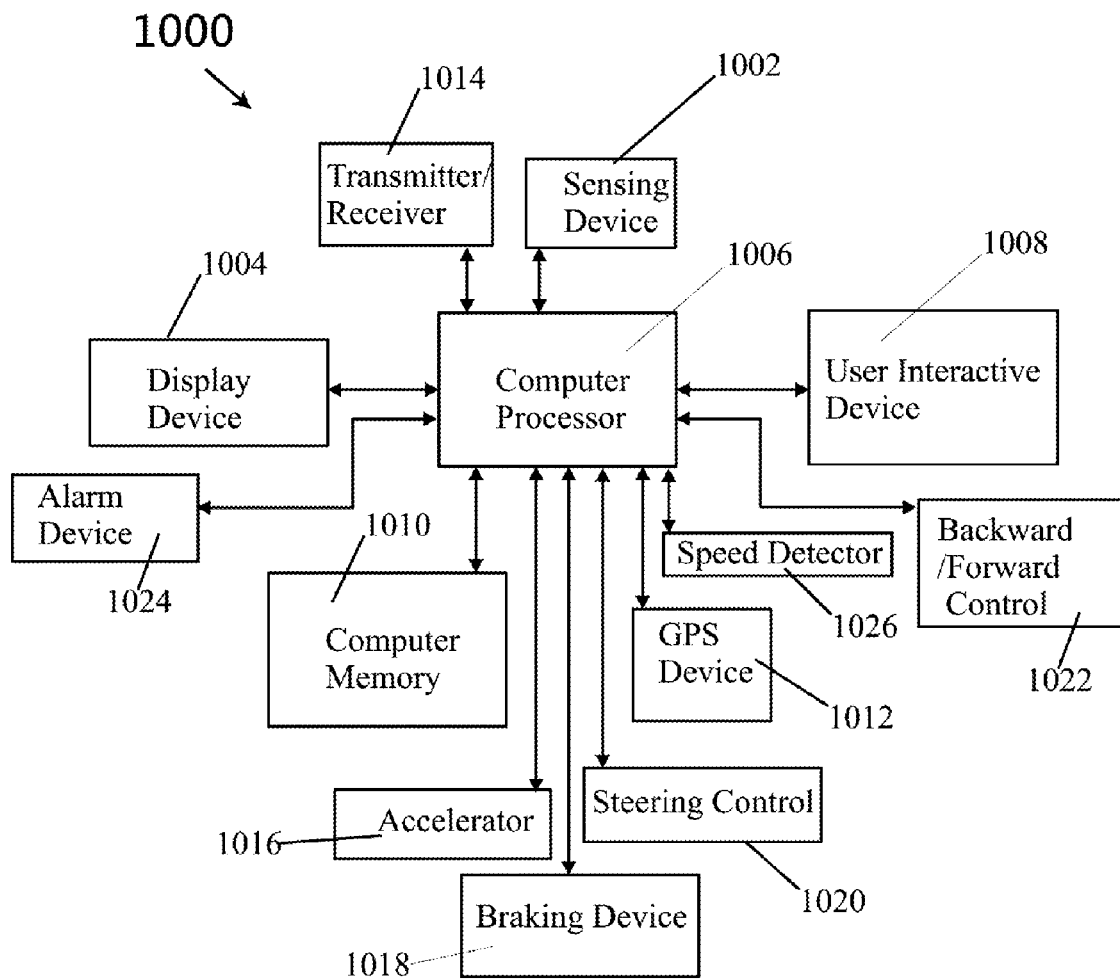 1000
1014
1002
Transmitter/
Receiver
Sensing
Device
1004
1006
1008
Display
Device
Computer
Processor
User Interactive
Device
Alarm
Device
1024
1010
Computer
Memory
Speed Detector
1026
Backward
/Forward
Control
1022
GPS
Device
1012
Accelerator
1016
Steering Control
1020
Braking Device
1018